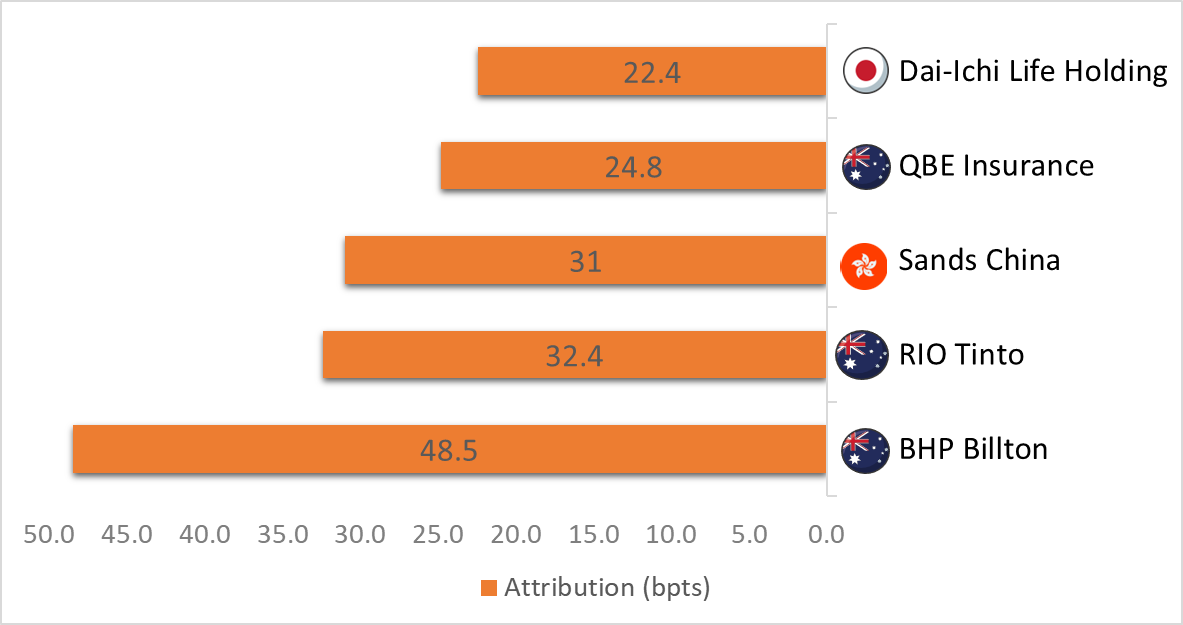 22.4 Dai-Ichi Life Holding
24.8 QBE Insurance
31 Sands China
32.4 RIO Tinto
48.5 BHP Billton
50.0 45.0 40.0 35.0 30.0 25.0 20.0 15.0 10.0 5.0 0.0
Attribution (bpts)